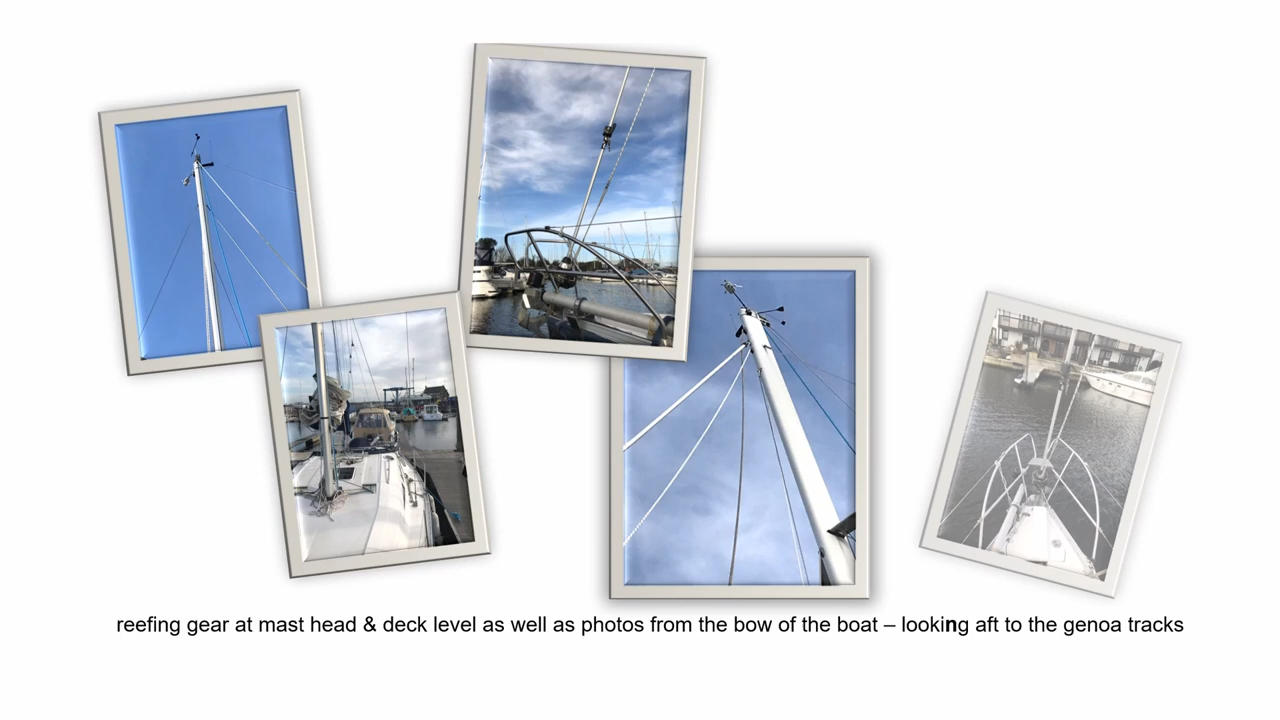 reefing gear at mast head & deck level as well as photos from the bow of the boat – looking aft to the genoa tracks